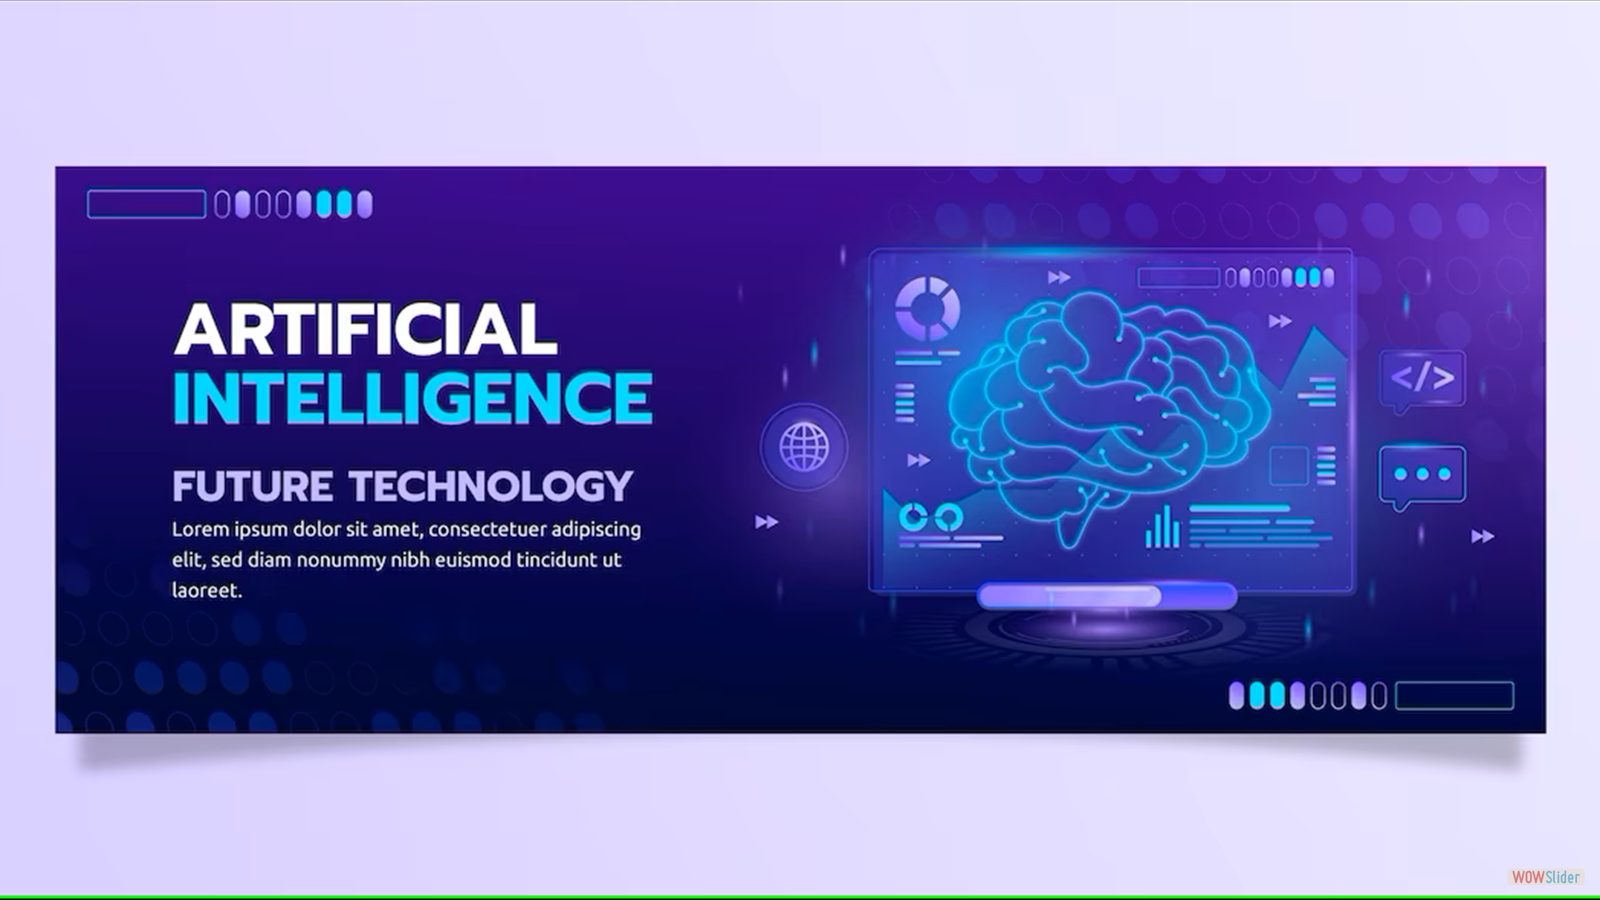 ARTIFICIAL
INTELLIGENCE
FUTURE TECHNOLOGY
Lorem ipsum dolor sit amet, consectetuer adipiscing
elit, sed diam nonummy nibh euismod tincidunt ut
laoreet.
</>
WOWSlider